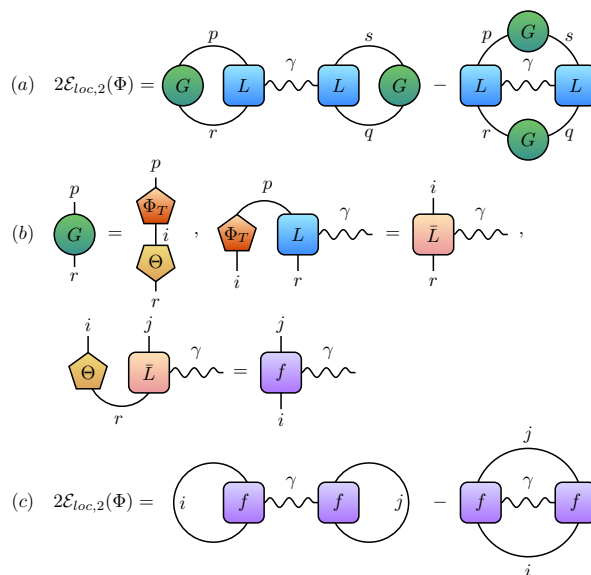 p s
(a) 2𝓔_{loc,2}(Φ) = G L γ L G − p G s L γ L r G q
r q
(b) p G r = p Φ_T i Θ r , Φ_T p L γ i r = i L̄ γ r ,
i Θ j L̄ γ r = j f γ i
(c) 2𝓔_{loc,2}(Φ) = i f γ f j − j f γ f i